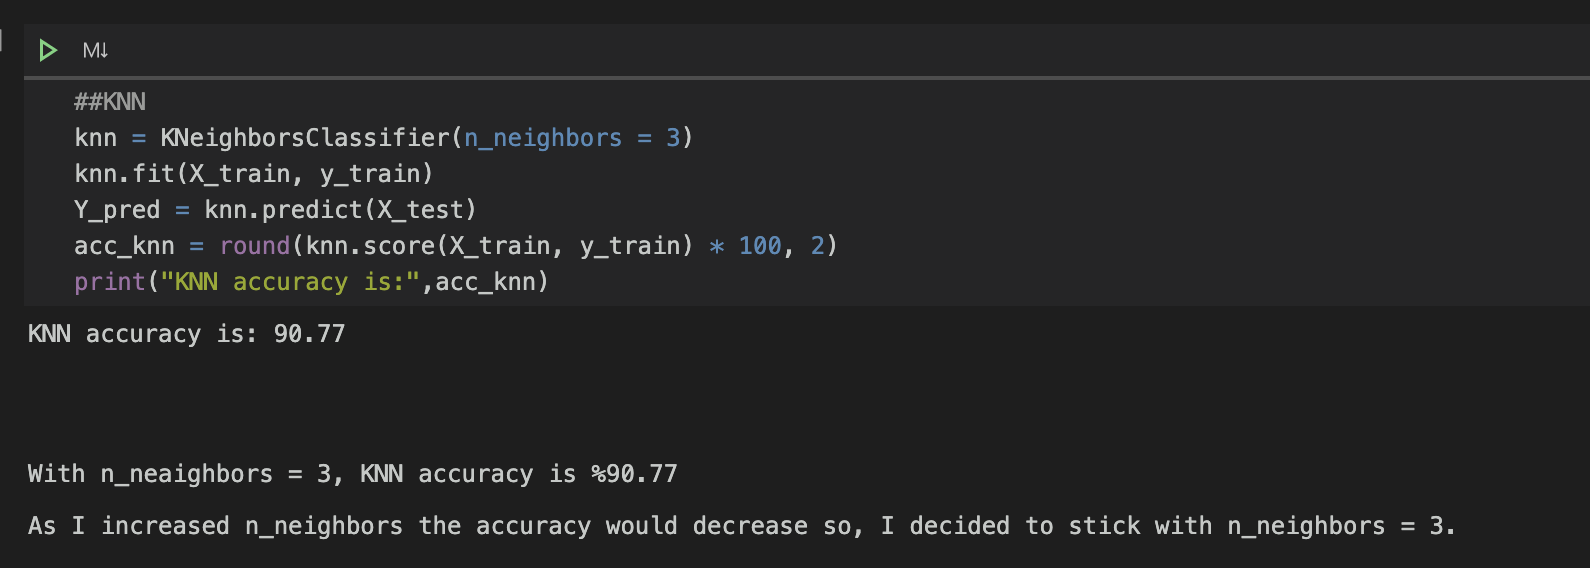 M↓
##KNN
knn = KNeighborsClassifier(n_neighbors = 3)
knn.fit(X_train, y_train)
Y_pred = knn.predict(X_test)
acc_knn = round(knn.score(X_train, y_train) * 100, 2)
print("KNN accuracy is:",acc_knn)
KNN accuracy is: 90.77
With n_neaighbors = 3, KNN accuracy is %90.77
As I increased n_neighbors the accuracy would decrease so, I decided to stick with n_neighbors = 3.